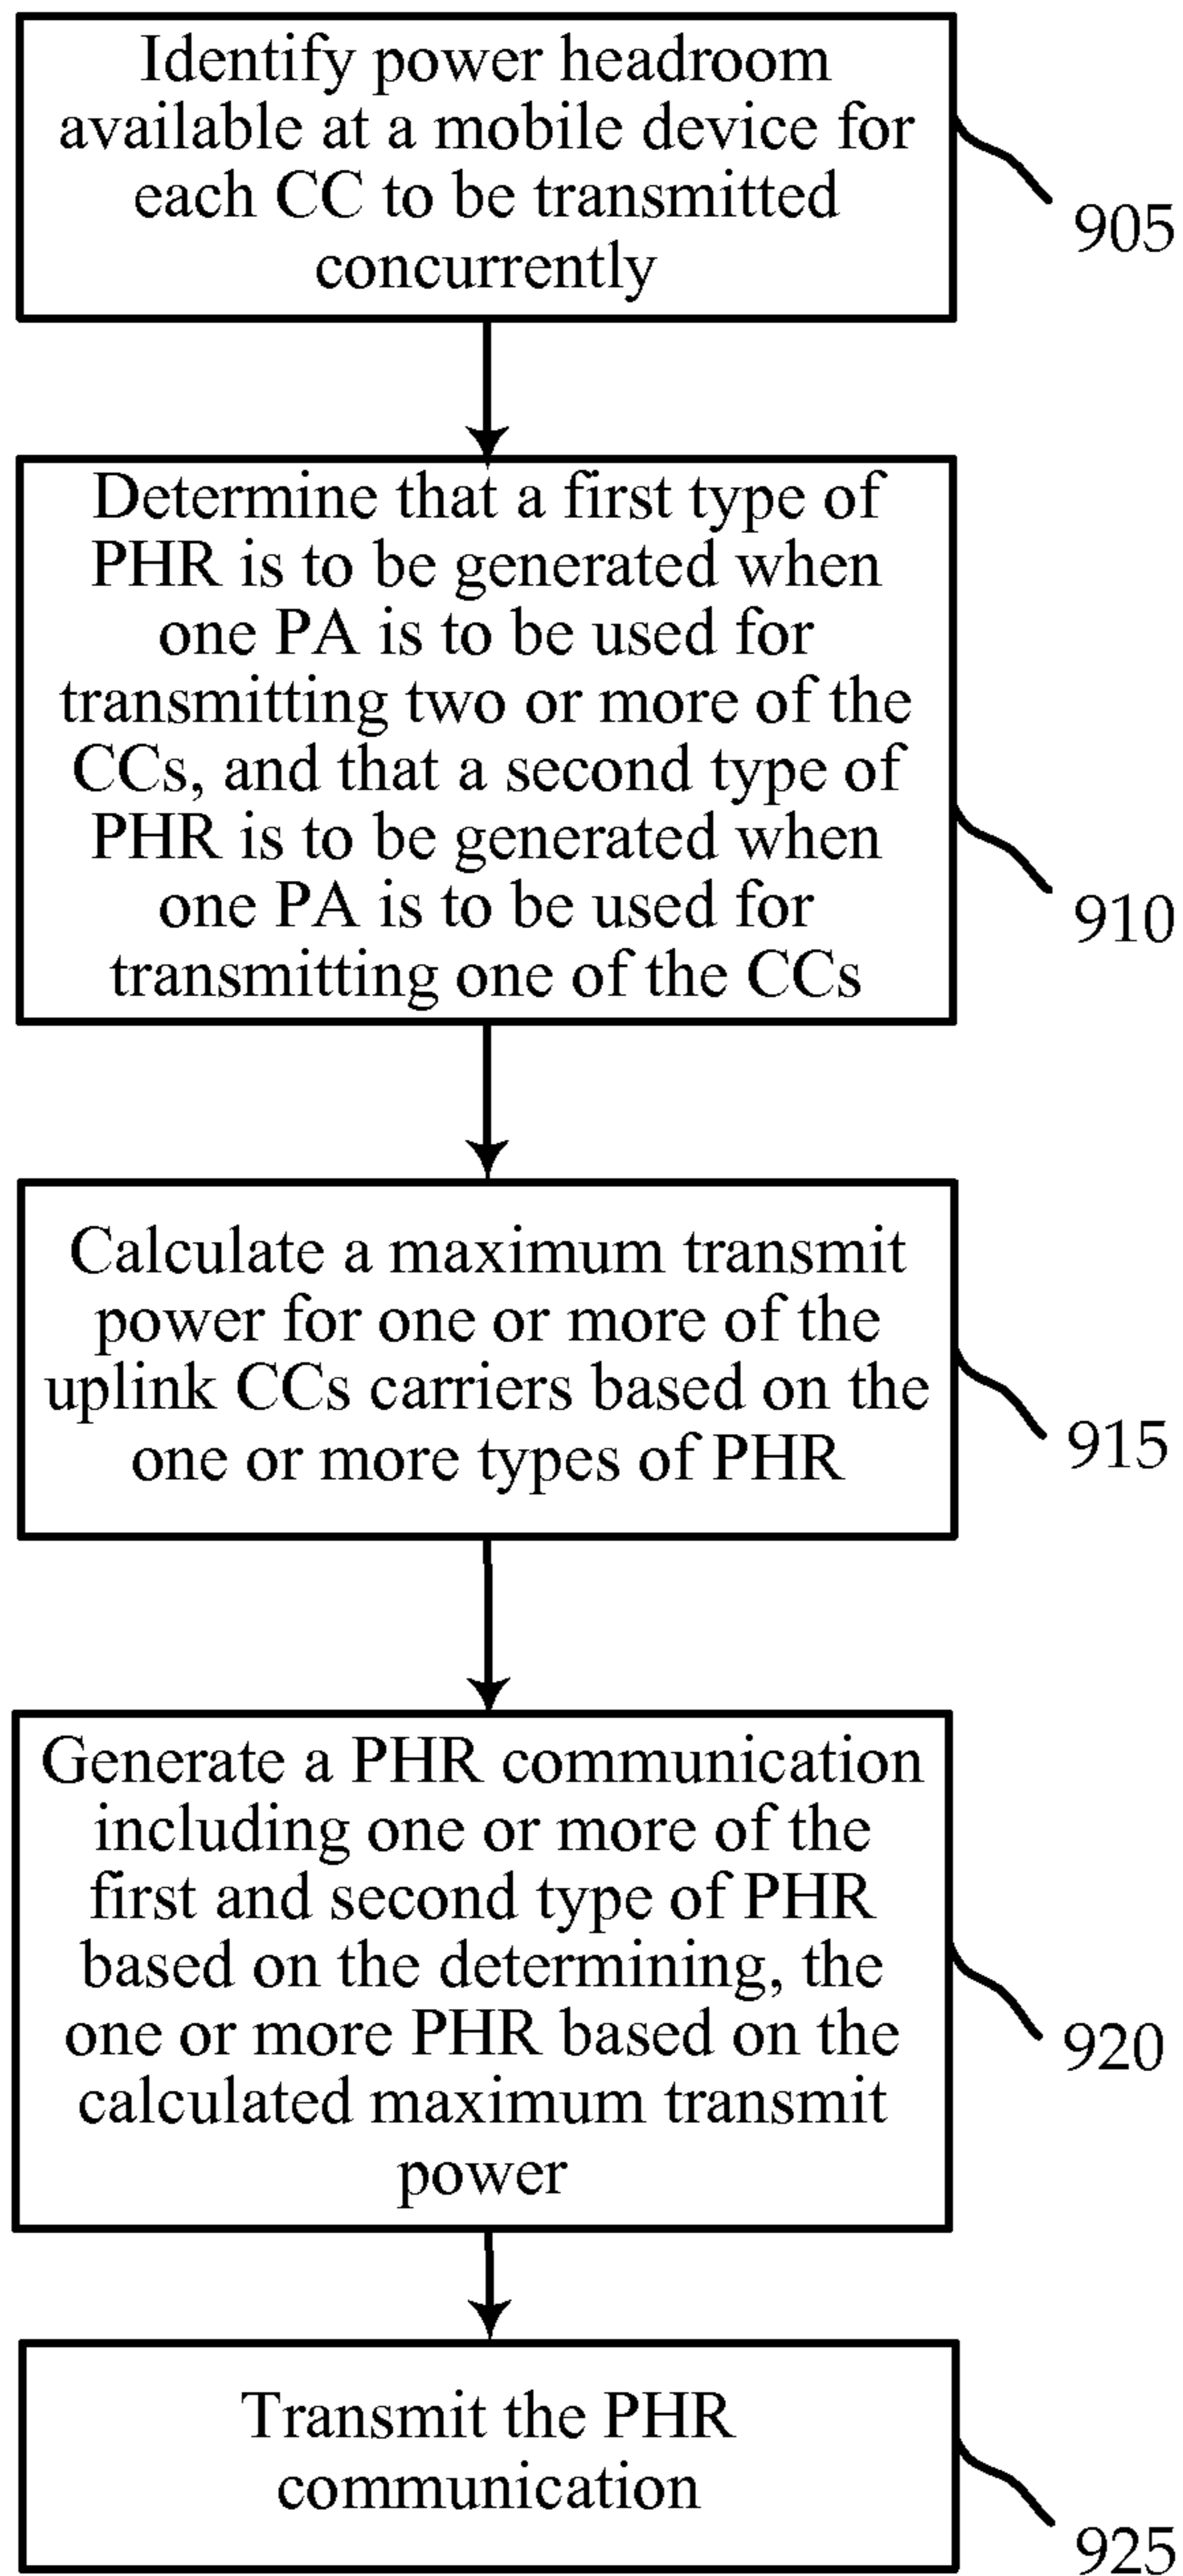 Identify power headroom
available at a mobile device for
each CC to be transmitted
concurrently
905
Determine that a first type of
PHR is to be generated when
one PA is to be used for
transmitting two or more of the
CCs, and that a second type of
PHR is to be generated when
one PA is to be used for
transmitting one of the CCs
910
Calculate a maximum transmit
power for one or more of the
uplink CCs carriers based on the
one or more types of PHR
915
Generate a PHR communication
including one or more of the
first and second type of PHR
based on the determining, the
one or more PHR based on the
calculated maximum transmit
power
920
Transmit the PHR
communication
925